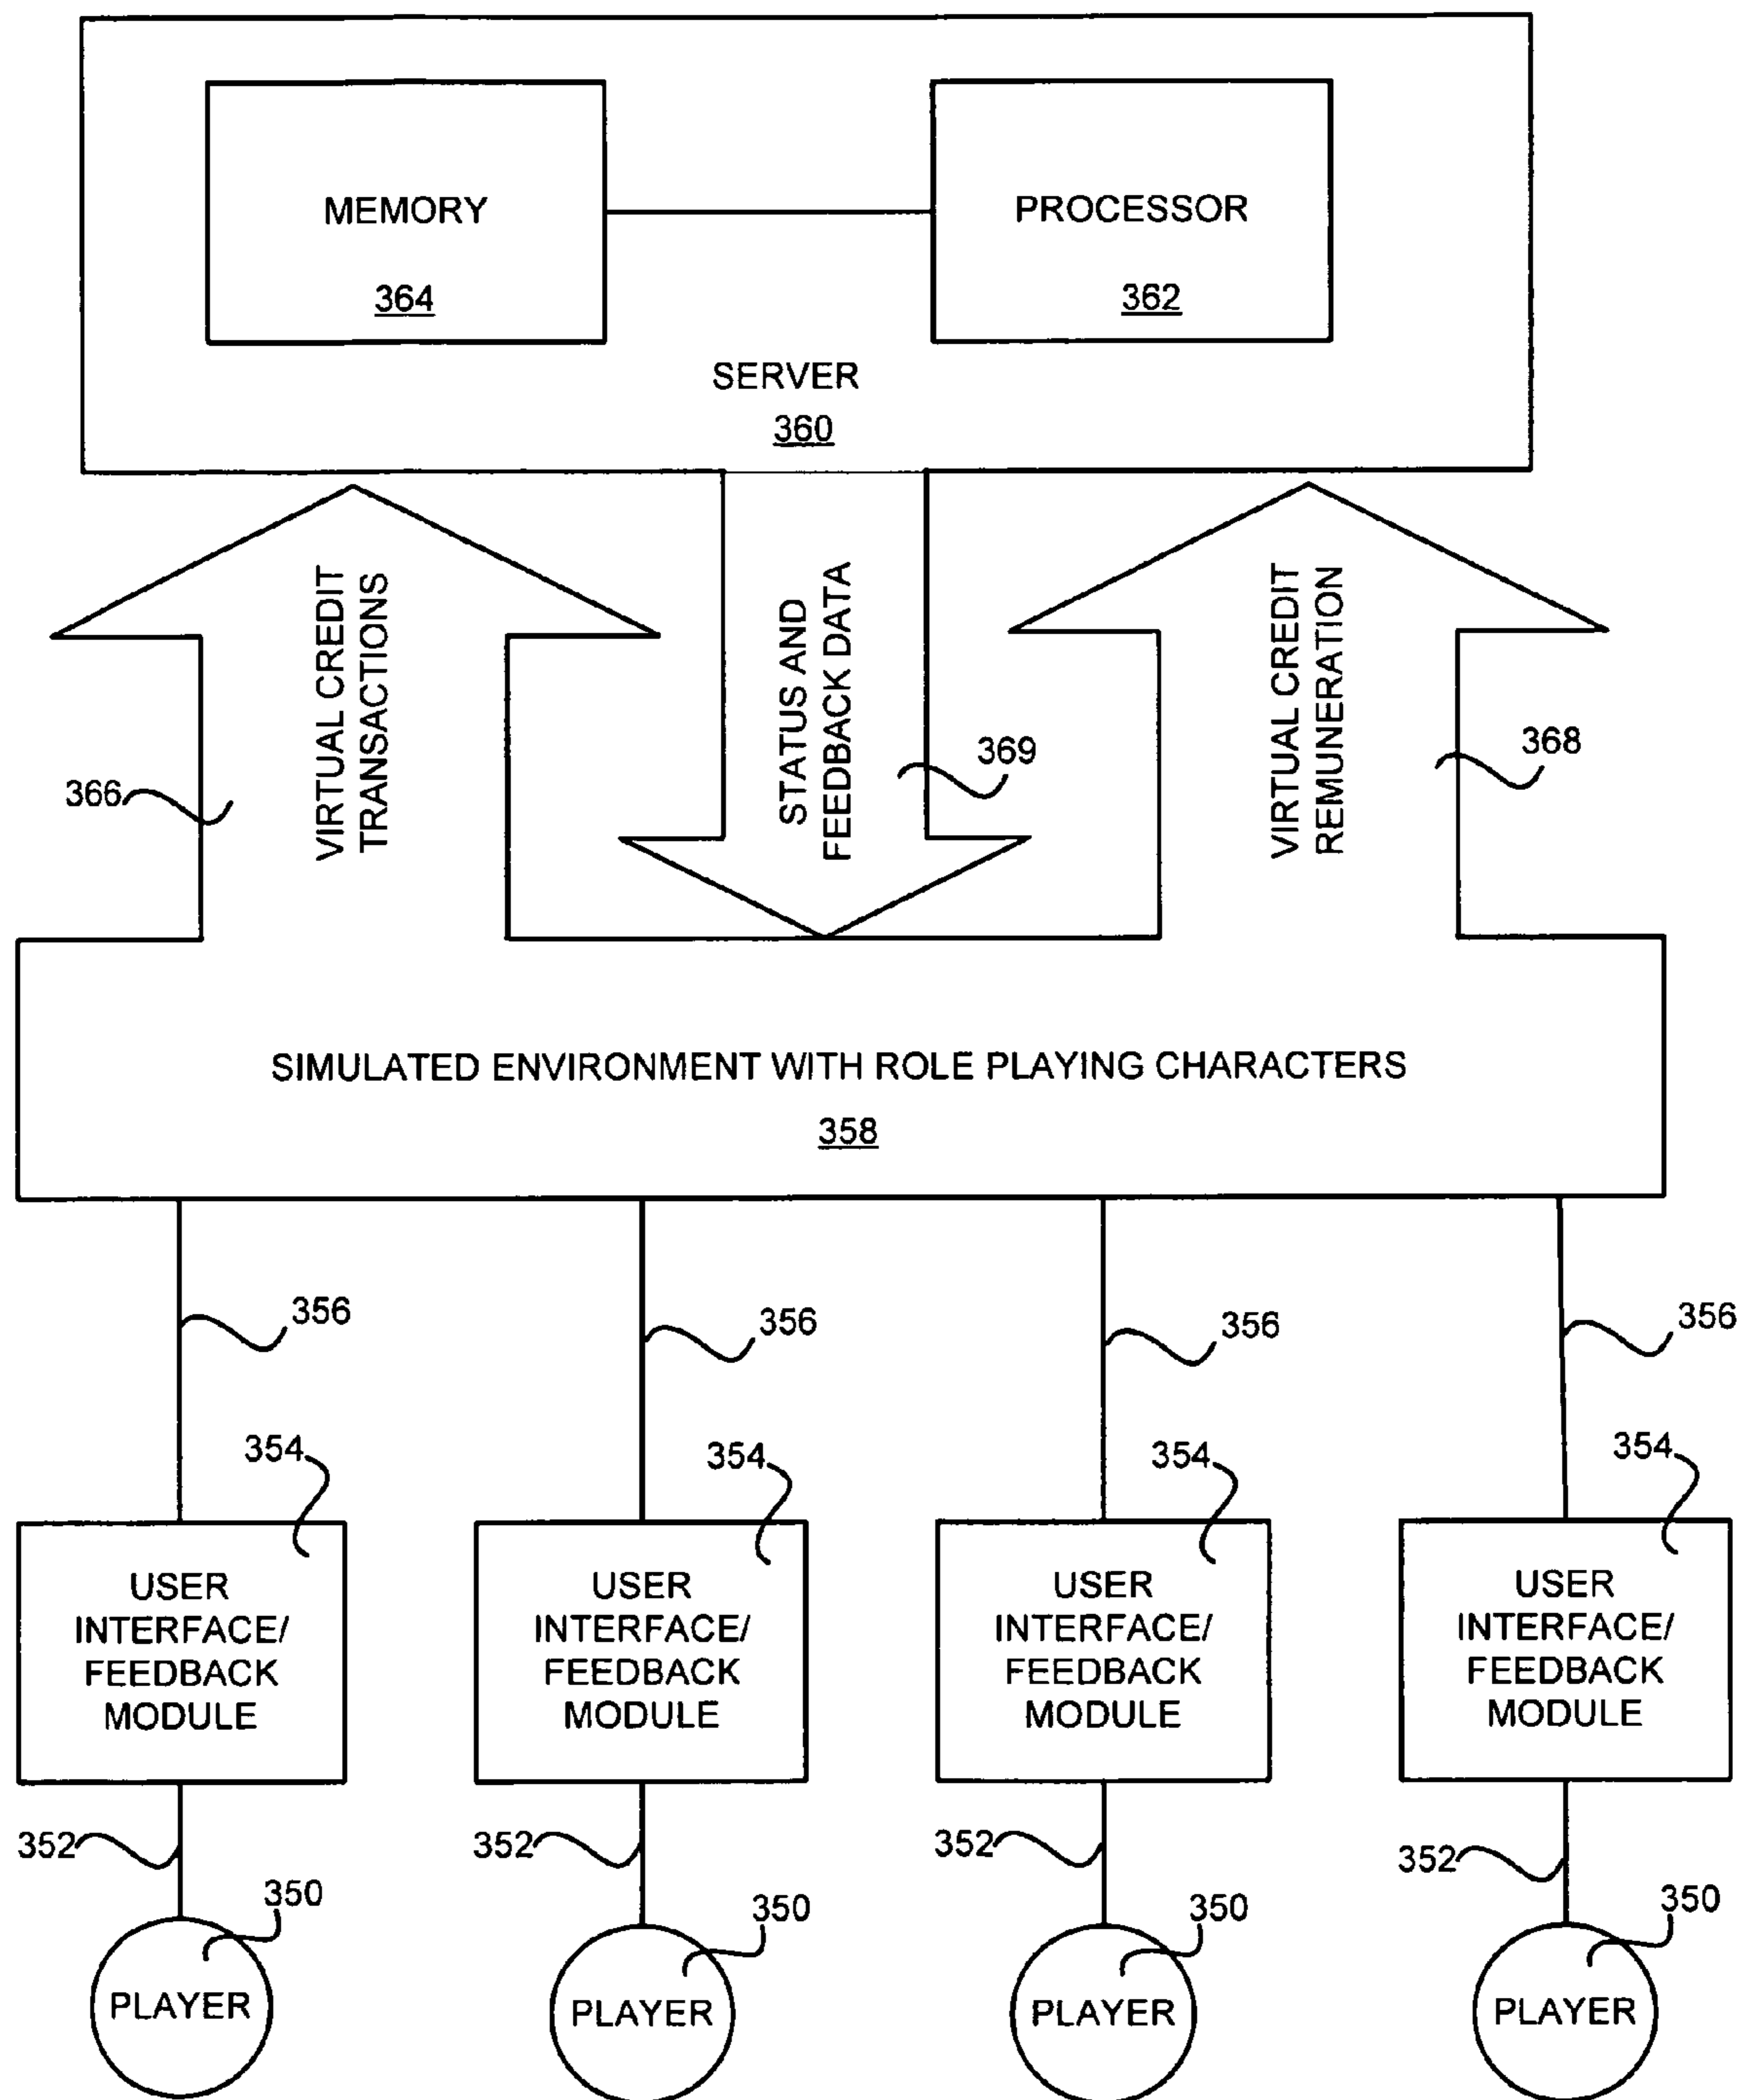 MEMORY
364
PROCESSOR
362
SERVER
360
VIRTUAL CREDIT
TRANSACTIONS
366
STATUS AND
FEEDBACK DATA
369
VIRTUAL CREDIT
REMUNERATION
368
SIMULATED ENVIRONMENT WITH ROLE PLAYING CHARACTERS
358
356
356
356
356
354
354
354
354
USER
INTERFACE/
FEEDBACK
MODULE
USER
INTERFACE/
FEEDBACK
MODULE
USER
INTERFACE/
FEEDBACK
MODULE
USER
INTERFACE/
FEEDBACK
MODULE
352
352
352
352
350
350
350
350
PLAYER
PLAYER
PLAYER
PLAYER